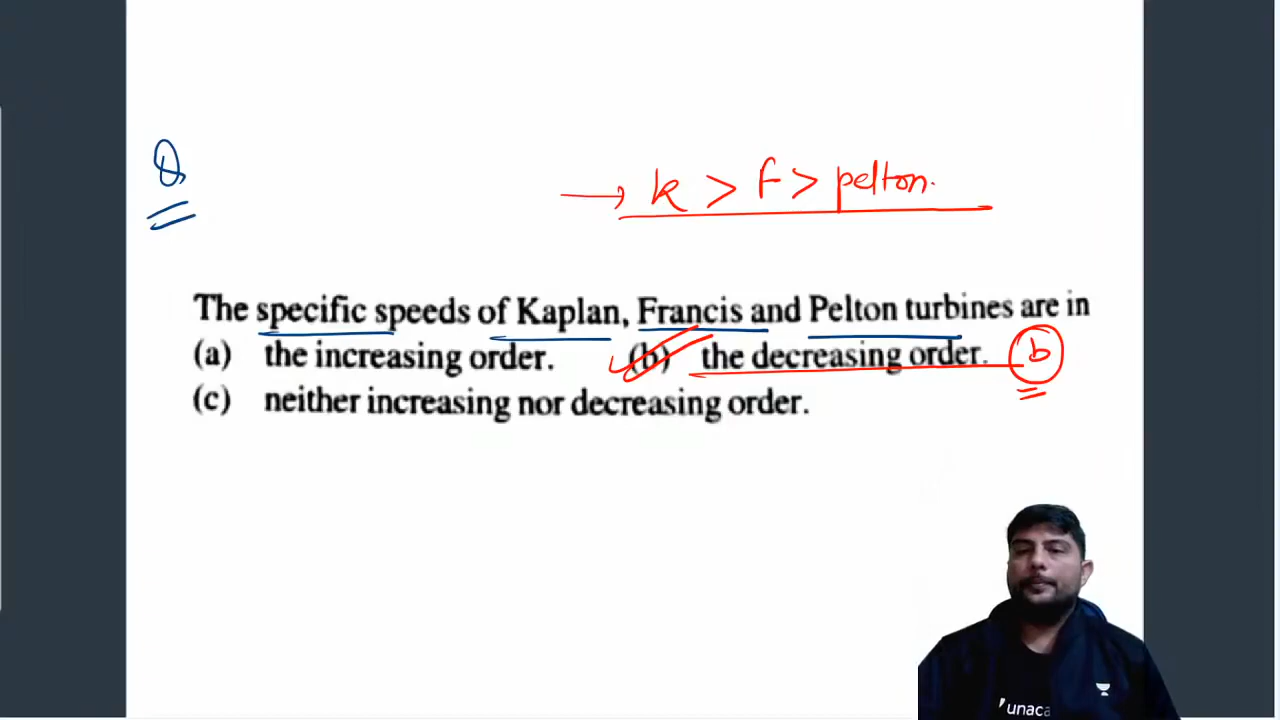 Q
→ k > F > pelton.
The specific speeds of Kaplan, Francis and Pelton turbines are in
(a) the increasing order. (b) the decreasing order. b
(c) neither increasing nor decreasing order.
unaca